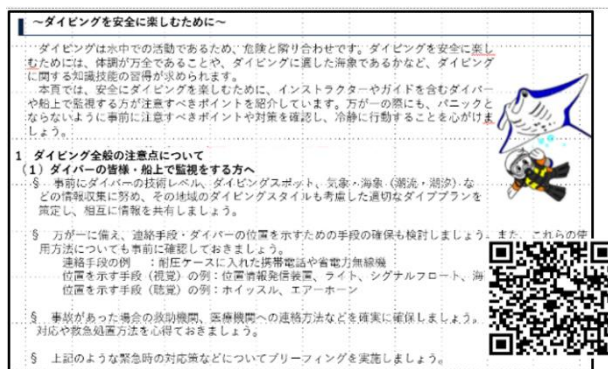 ～ダイビングを安全に楽しむために～
ダイビングは水中での活動であるため、危険と隣り合わせです。ダイビングを安全に楽し
むためには、体調が万全であることや、ダイビングに適した海象であるかなど、ダイビング
に関する知識技能の習得が求められます。
本頁では、安全にダイビングを楽しむために、インストラクターやガイドを含むダイバー
や船上で監視する方が注意すべきポイントを紹介しています。万が一の際にも、パニックと
ならないように事前に注意すべきポイントや対策を確認し、冷静に行動することを心がけま
しょう。
1 ダイビング全般の注意点について
（1）ダイバーの皆様・船上で監視をする方へ
§ 事前にダイバーの技術レベル、ダイビングスポット、気象・海象（潮流・潮汐）な
どの情報収集に努め、その地域のダイビングスタイルも考慮した適切なダイブプランを
策定し、相互に情報を共有しましょう。
§ 万が一に備え、連絡手段・ダイバーの位置を示すための手段の確保も検討しましょう。また、これらの使
用方法についても事前に確認しておきましょう。
連絡手段の例 ：耐圧ケースに入れた携帯電話や省電力無線機
位置を示す手段（視覚）の例：位置情報発信装置、ライト、シグナルフロート、海
位置を示す手段（聴覚）の例：ホイッスル、エアーホーン
§ 事故があった場合の救助機関、医療機関への連絡方法などを確実に確保しましょう。
対応や救急処置方法を心得ておきましょう。
§ 上記のような緊急時の対応策などについてブリーフィングを実施しましょう。